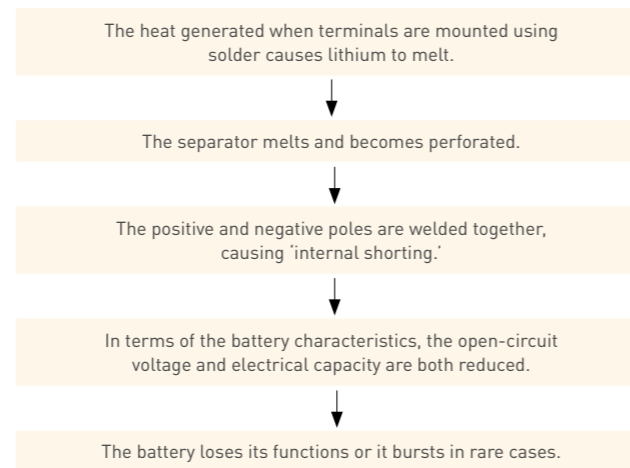 The heat generated when terminals are mounted using
solder causes lithium to melt.
The separator melts and becomes perforated.
The positive and negative poles are welded together,
causing ‘internal shorting.’
In terms of the battery characteristics, the open-circuit
voltage and electrical capacity are both reduced.
The battery loses its functions or it bursts in rare cases.